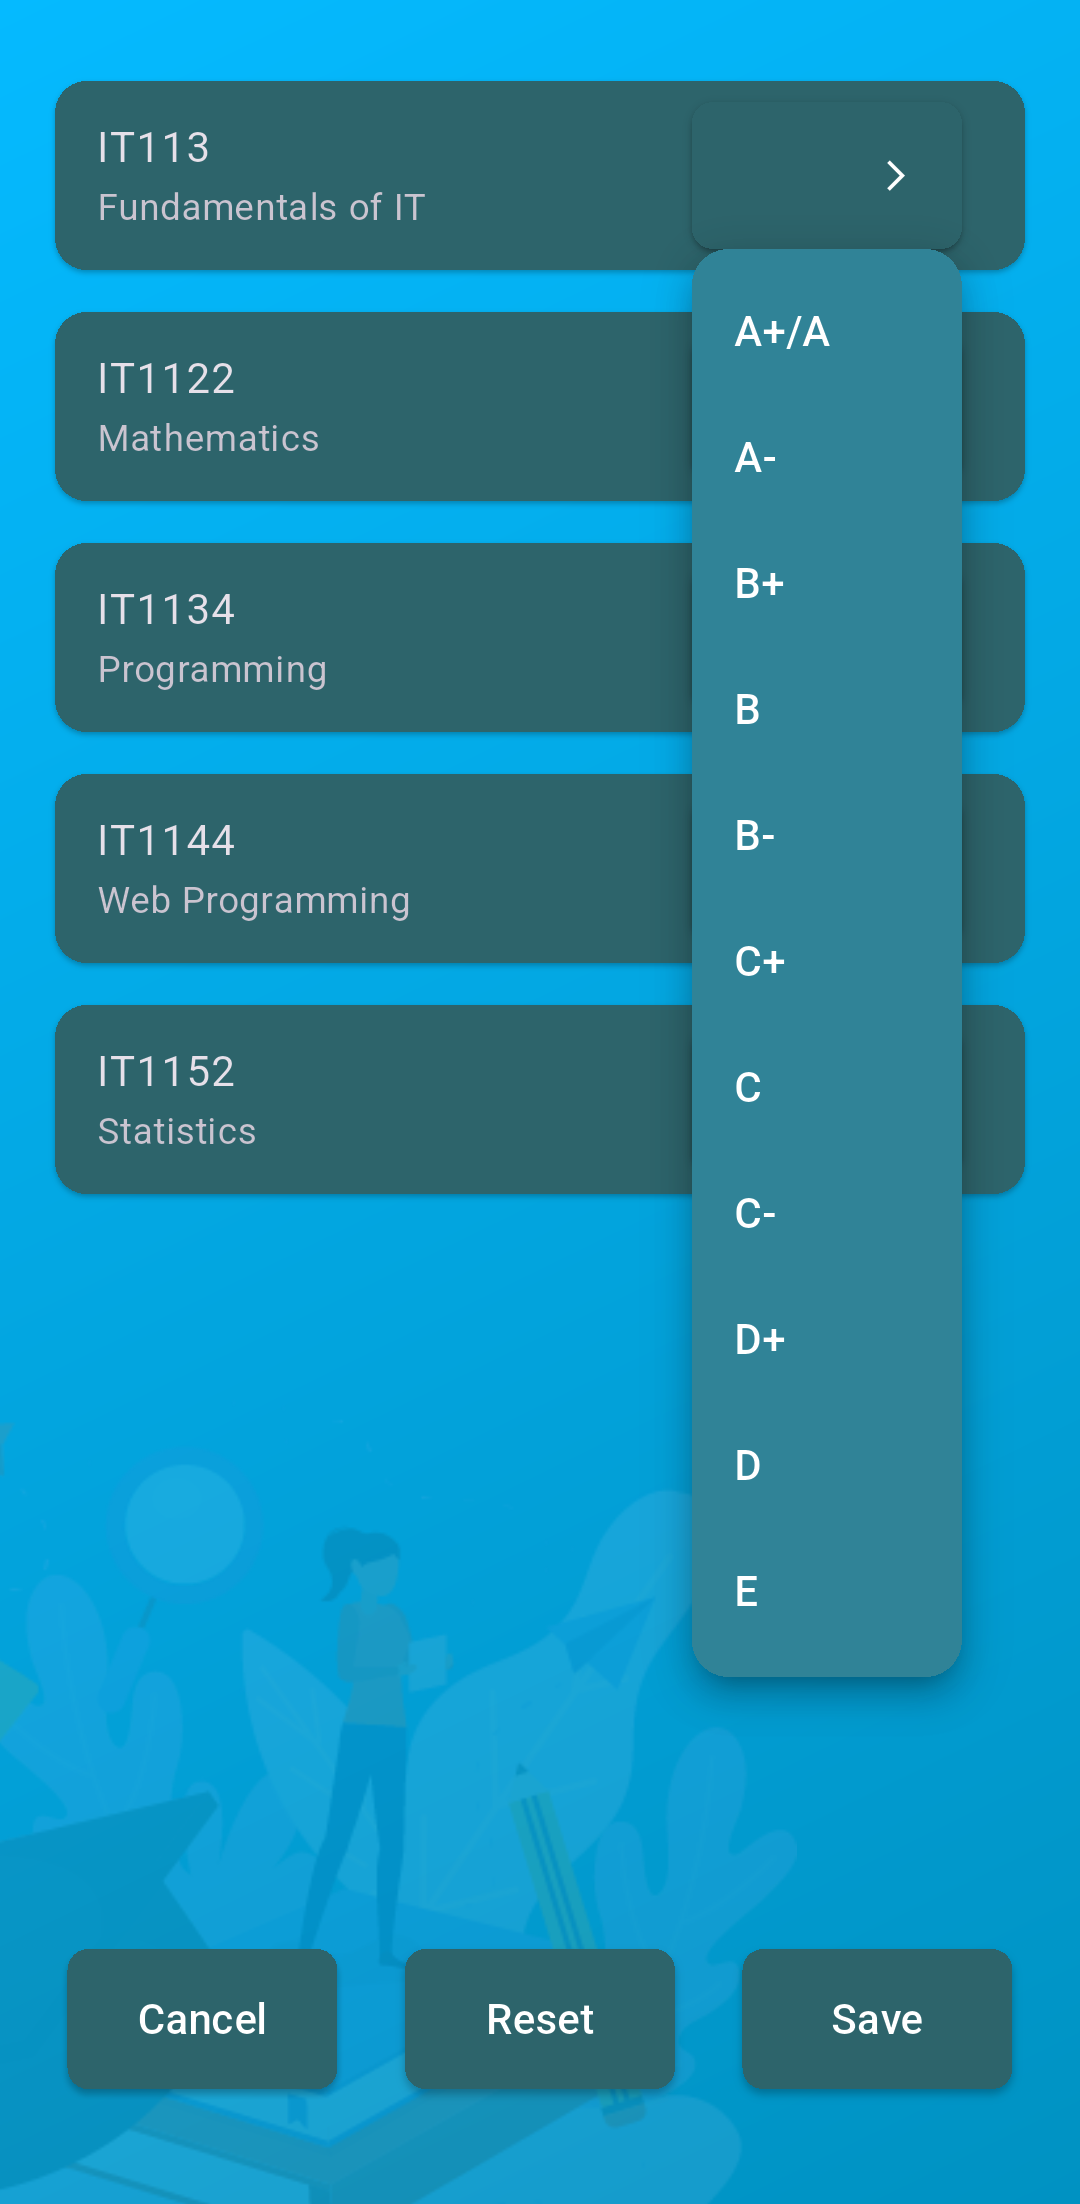 IT113
Fundamentals of IT
IT1122
Mathematics
IT1134
Programming
IT1144
Web Programming
IT1152
Statistics
A+/A
A-
B+
B
B-
C+
C
C-
D+
D
E
Cancel
Reset
Save